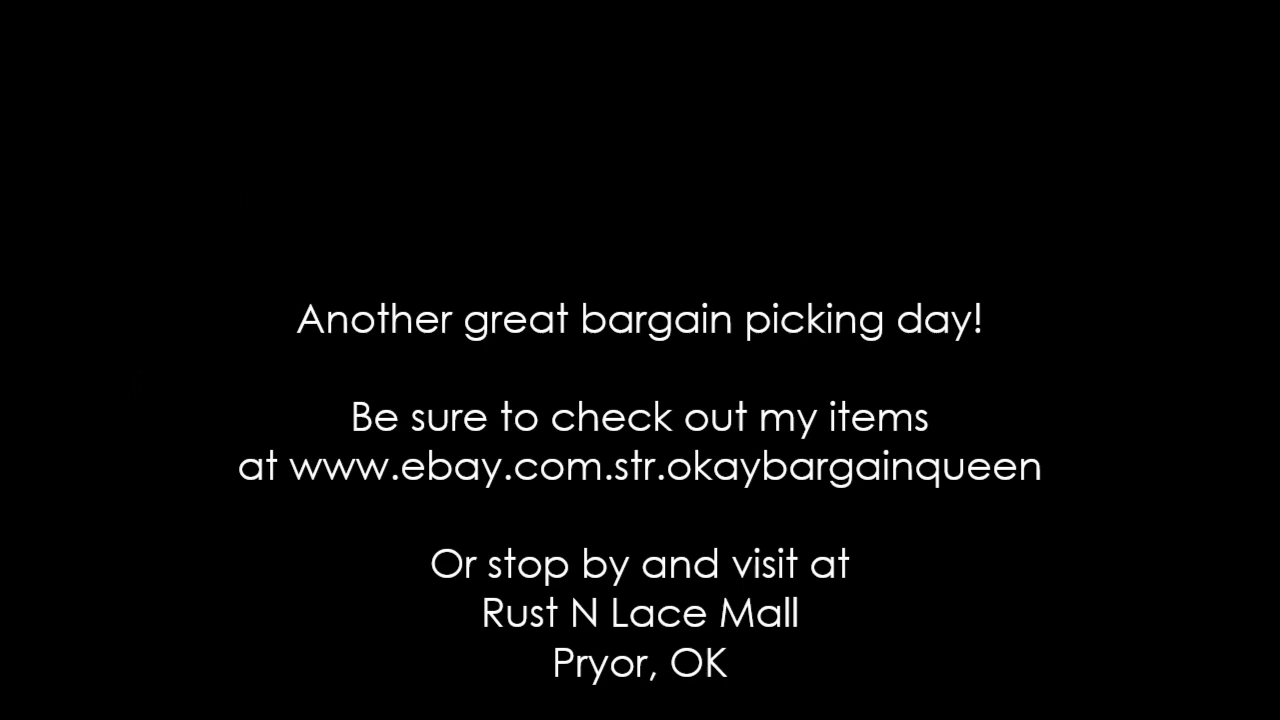 Another great bargain picking day!
Be sure to check out my items
at www.ebay.com.str.okaybargainqueen
Or stop by and visit at
Rust N Lace Mall
Pryor, OK